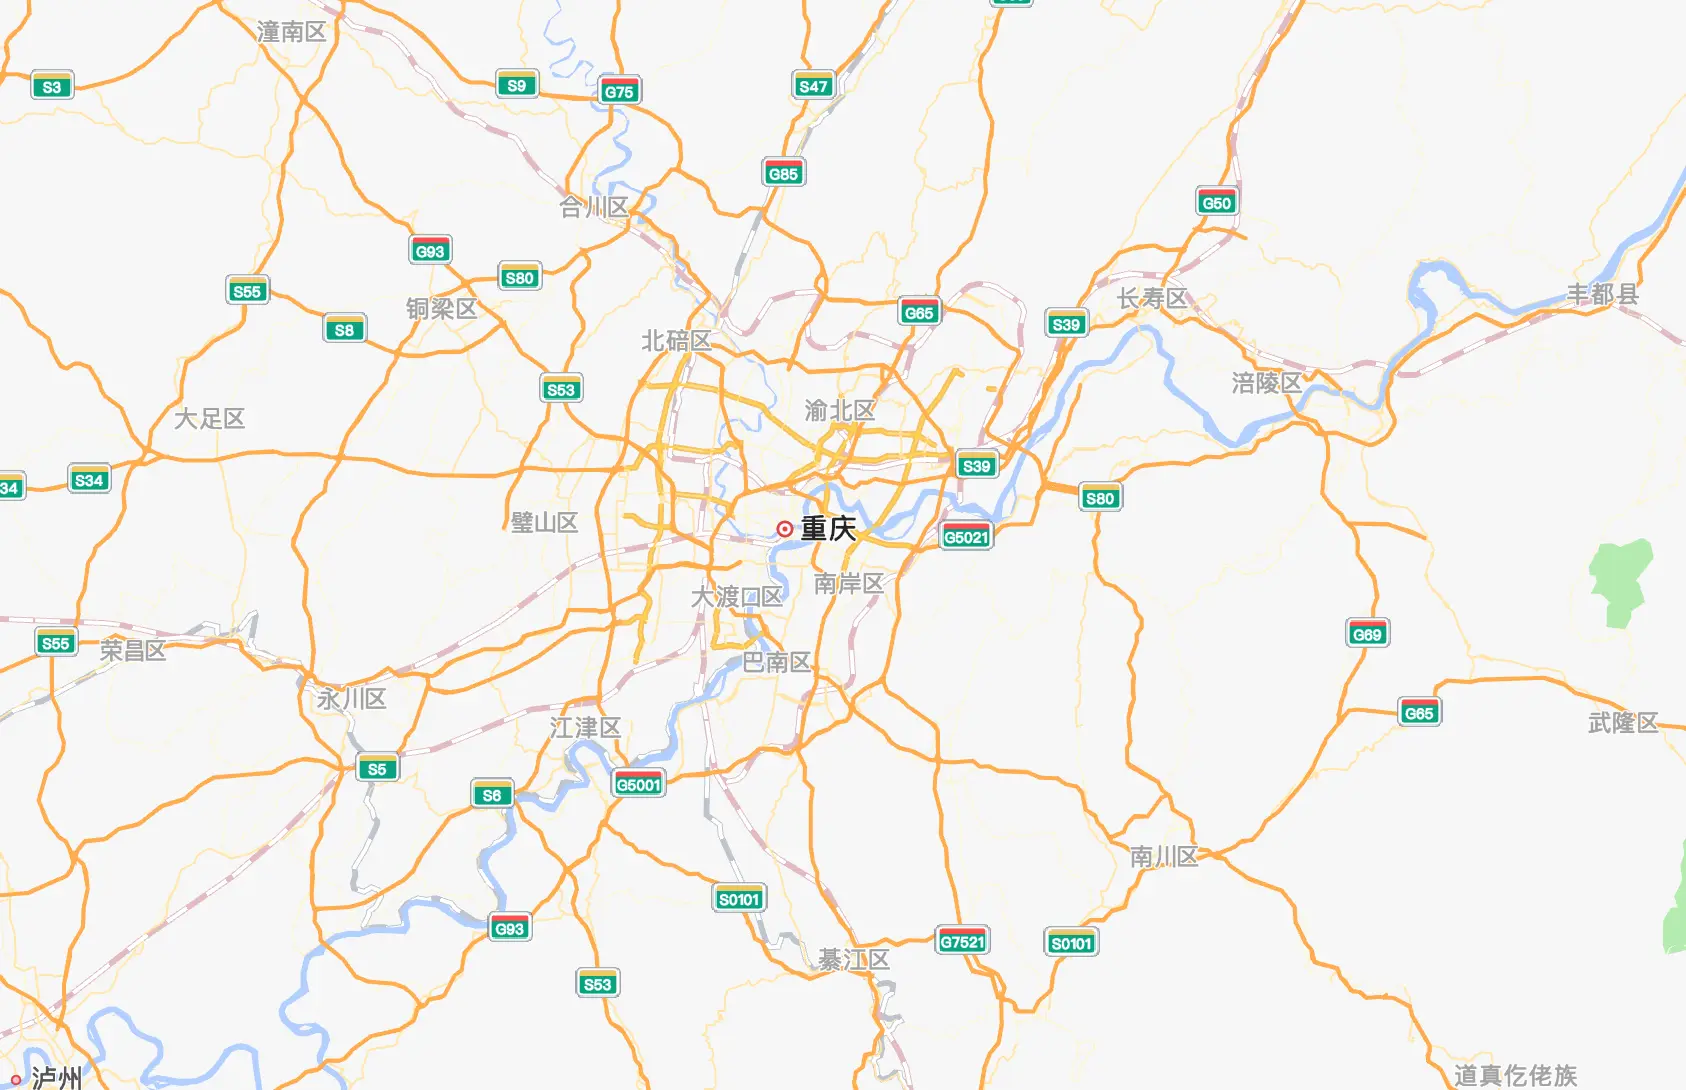 潼南区
S3
S9
G75
S47
G85
G50
合川区
G93
S80
S55
铜梁区
S8
长寿区
丰都县
G65
S39
北碚区
涪陵区
S53
渝北区
大足区
S39
34
S34
S80
璧山区
重庆
G5021
南岸区
大渡口区
G69
S55
荣昌区
巴南区
永川区
G65
武隆区
江津区
S5
G5001
S6
南川区
S0101
G93
G7521
S0101
綦江区
S53
泸州
道真仡佬族